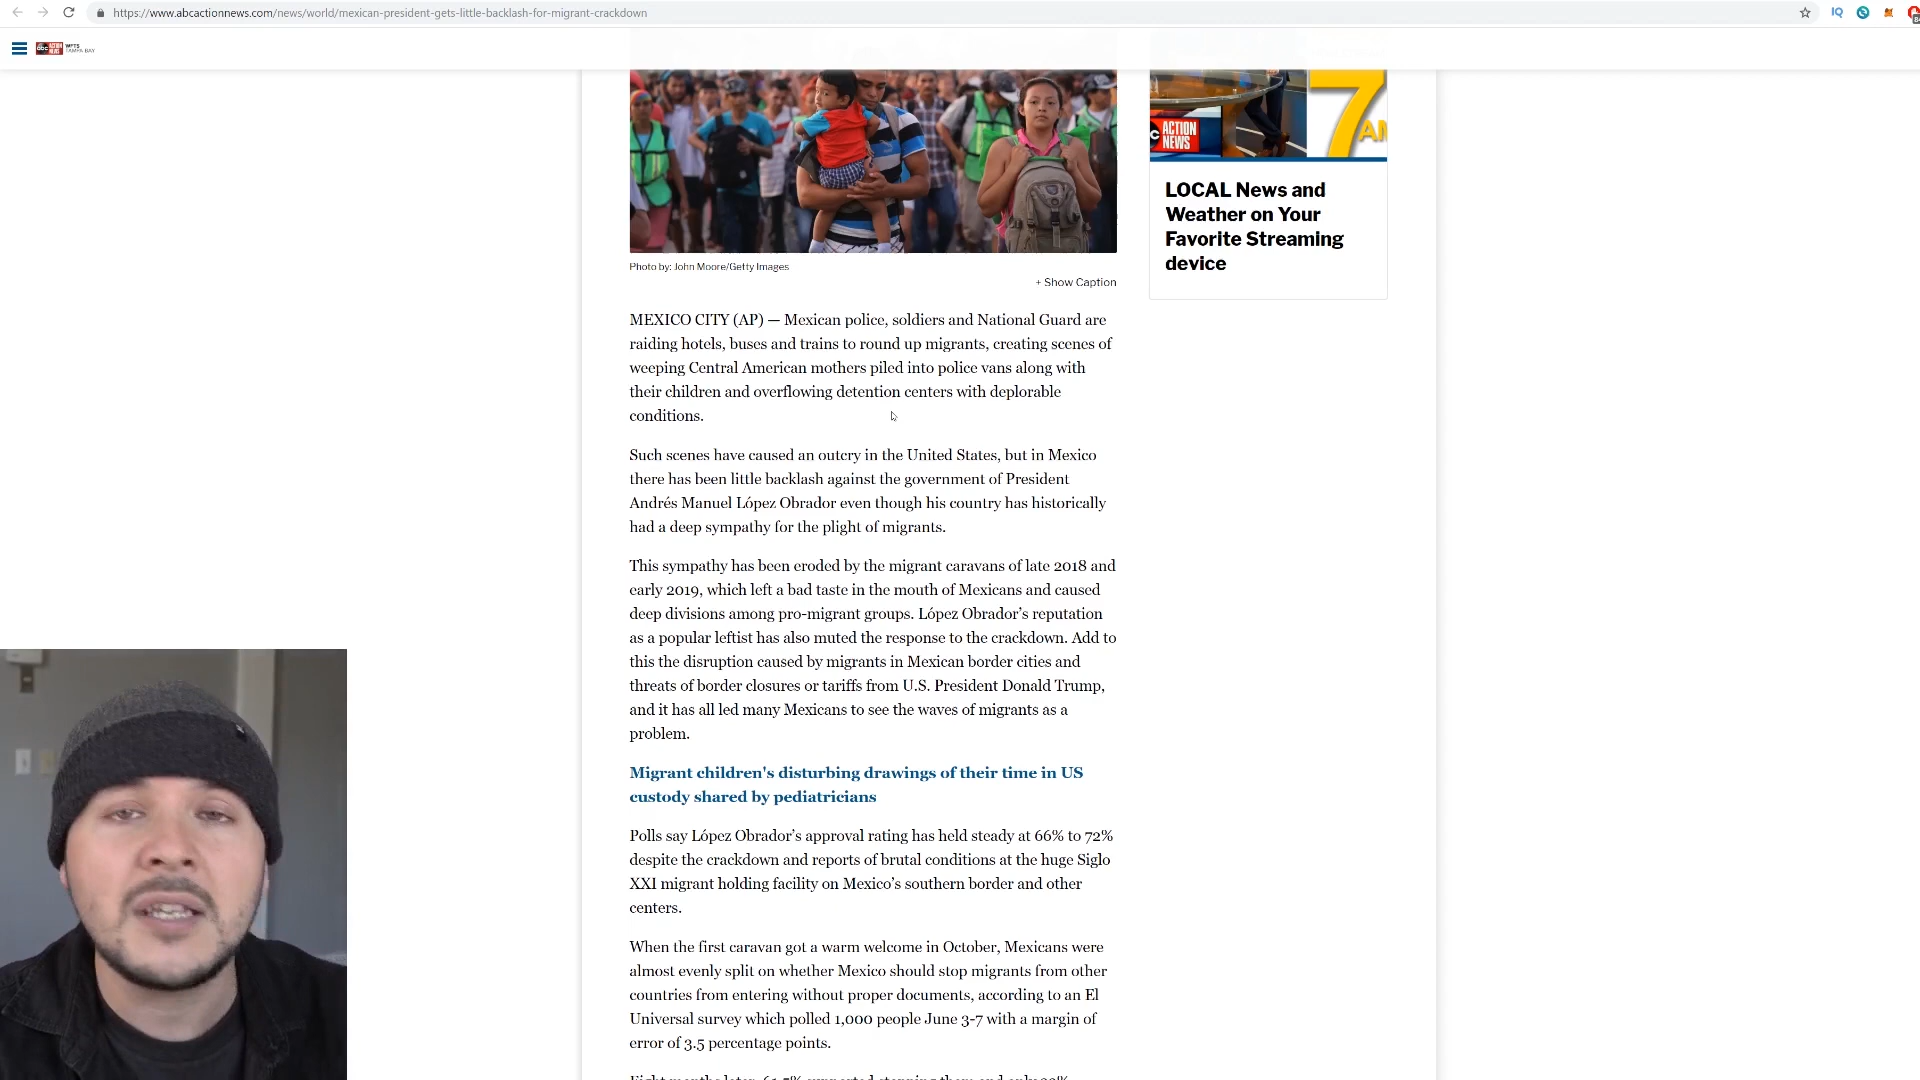 https://www.abcactionnews.com/news/world/mexican-president-gets-little-backlash-for-migrant-crackdown
IQ
abc ACTION NEWS WFTS TAMPA BAY
ACTION
NEWS
7
AM
LOCAL News and
Weather on Your
Favorite Streaming
device
Photo by: John Moore/Getty Images
+ Show Caption
MEXICO CITY (AP) — Mexican police, soldiers and National Guard are
raiding hotels, buses and trains to round up migrants, creating scenes of
weeping Central American mothers piled into police vans along with
their children and overflowing detention centers with deplorable
conditions.
Such scenes have caused an outcry in the United States, but in Mexico
there has been little backlash against the government of President
Andrés Manuel López Obrador even though his country has historically
had a deep sympathy for the plight of migrants.
This sympathy has been eroded by the migrant caravans of late 2018 and
early 2019, which left a bad taste in the mouth of Mexicans and caused
deep divisions among pro-migrant groups. López Obrador’s reputation
as a popular leftist has also muted the response to the crackdown. Add to
this the disruption caused by migrants in Mexican border cities and
threats of border closures or tariffs from U.S. President Donald Trump,
and it has all led many Mexicans to see the waves of migrants as a
problem.
Migrant children's disturbing drawings of their time in US
custody shared by pediatricians
Polls say López Obrador’s approval rating has held steady at 66% to 72%
despite the crackdown and reports of brutal conditions at the huge Siglo
XXI migrant holding facility on Mexico’s southern border and other
centers.
When the first caravan got a warm welcome in October, Mexicans were
almost evenly split on whether Mexico should stop migrants from other
countries from entering without proper documents, according to an El
Universal survey which polled 1,000 people June 3-7 with a margin of
error of 3.5 percentage points.